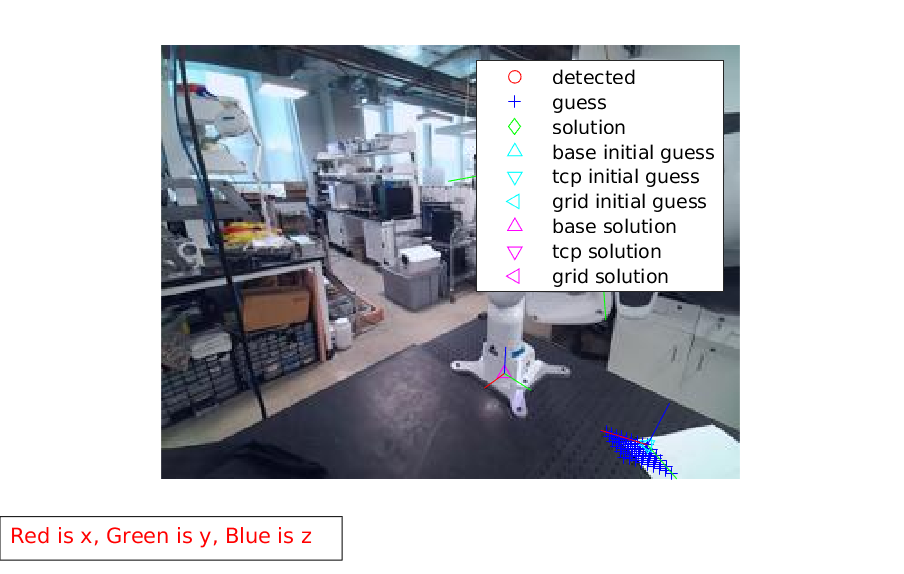 detected
guess
solution
base initial guess
tcp initial guess
grid initial guess
base solution
tcp solution
grid solution
Red is x, Green is y, Blue is z